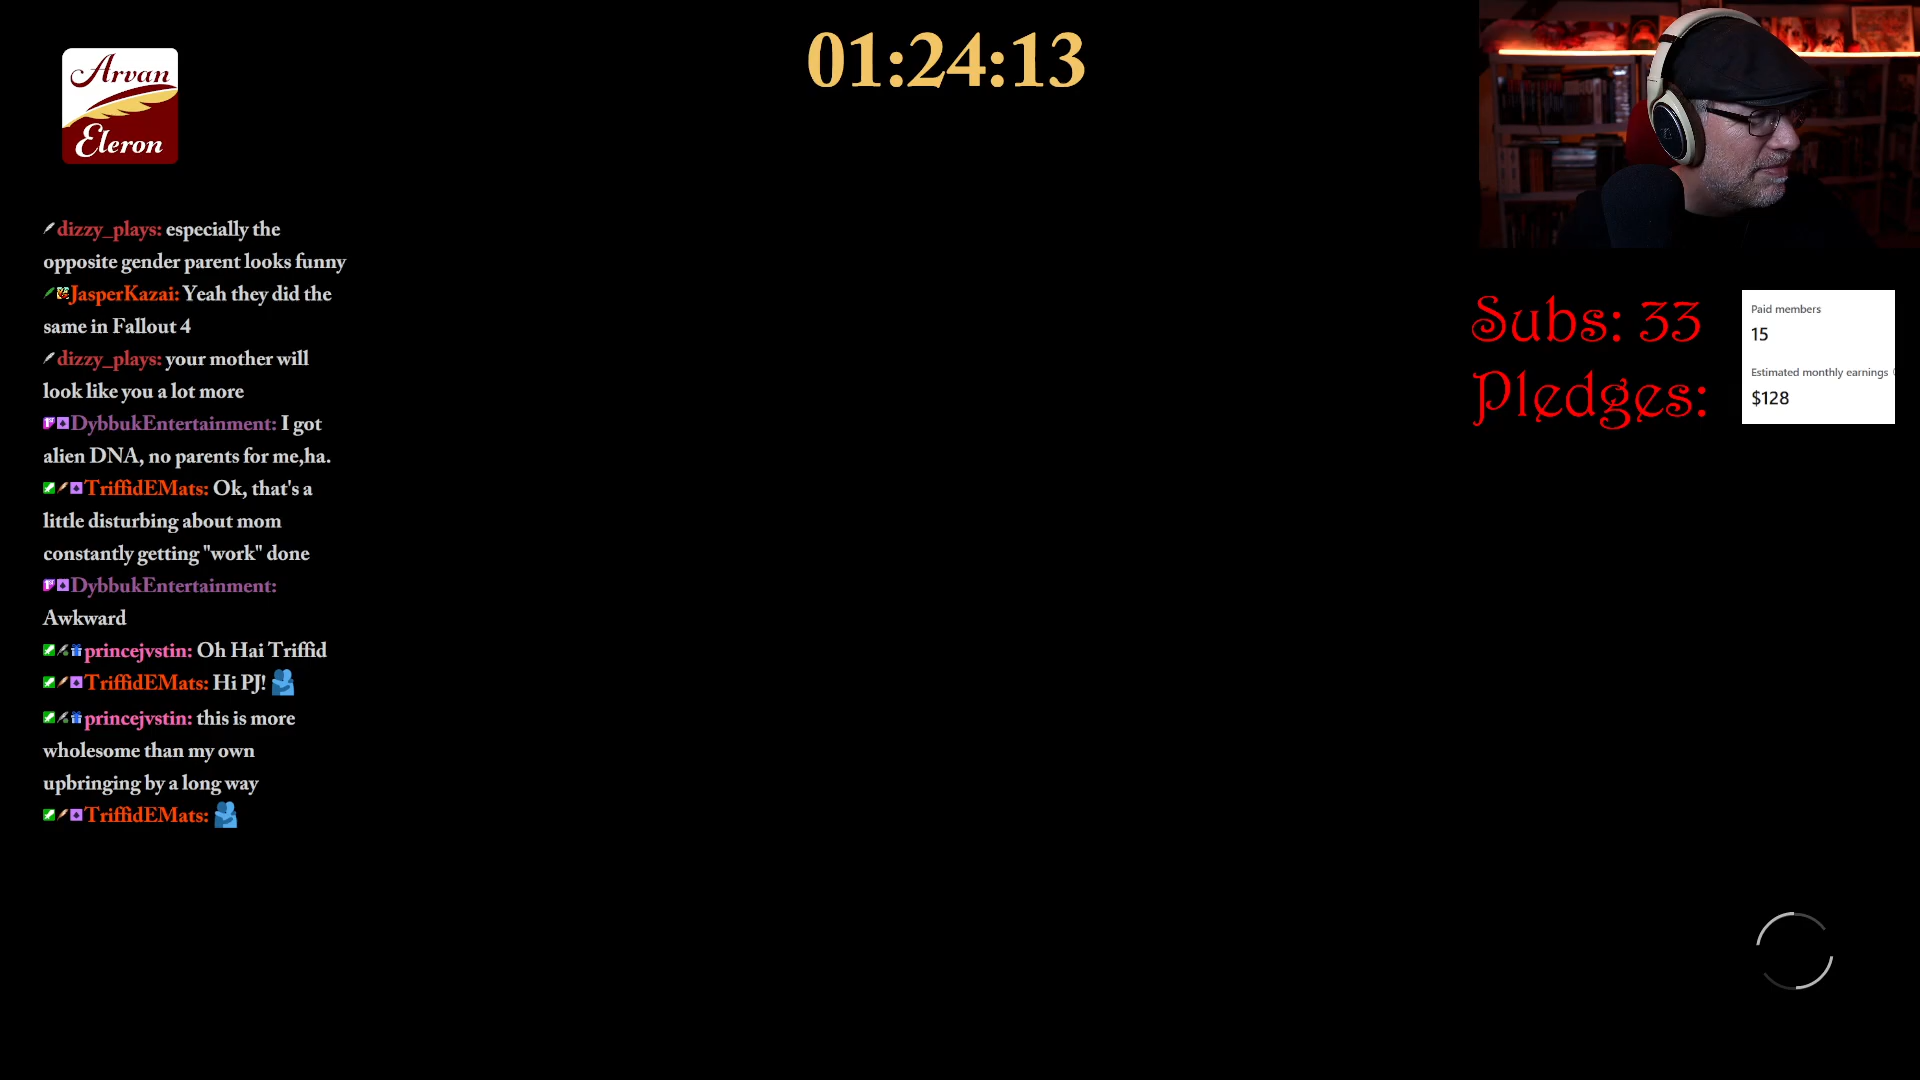 Arvan
Eleron
01:24:13
dizzy_plays: especially the
opposite gender parent looks funny
JasperKazai: Yeah they did the
same in Fallout 4
dizzy_plays: your mother will
look like you a lot more
DybbukEntertainment: I got
alien DNA, no parents for me,ha.
TriffidEMats: Ok, that's a
little disturbing about mom
constantly getting "work" done
DybbukEntertainment:
Awkward
princejvstin: Oh Hai Triffid
TriffidEMats: Hi PJ!
princejvstin: this is more
wholesome than my own
upbringing by a long way
TriffidEMats:
Subs: 33
Pledges:
Paid members
15
Estimated monthly earnings
$128